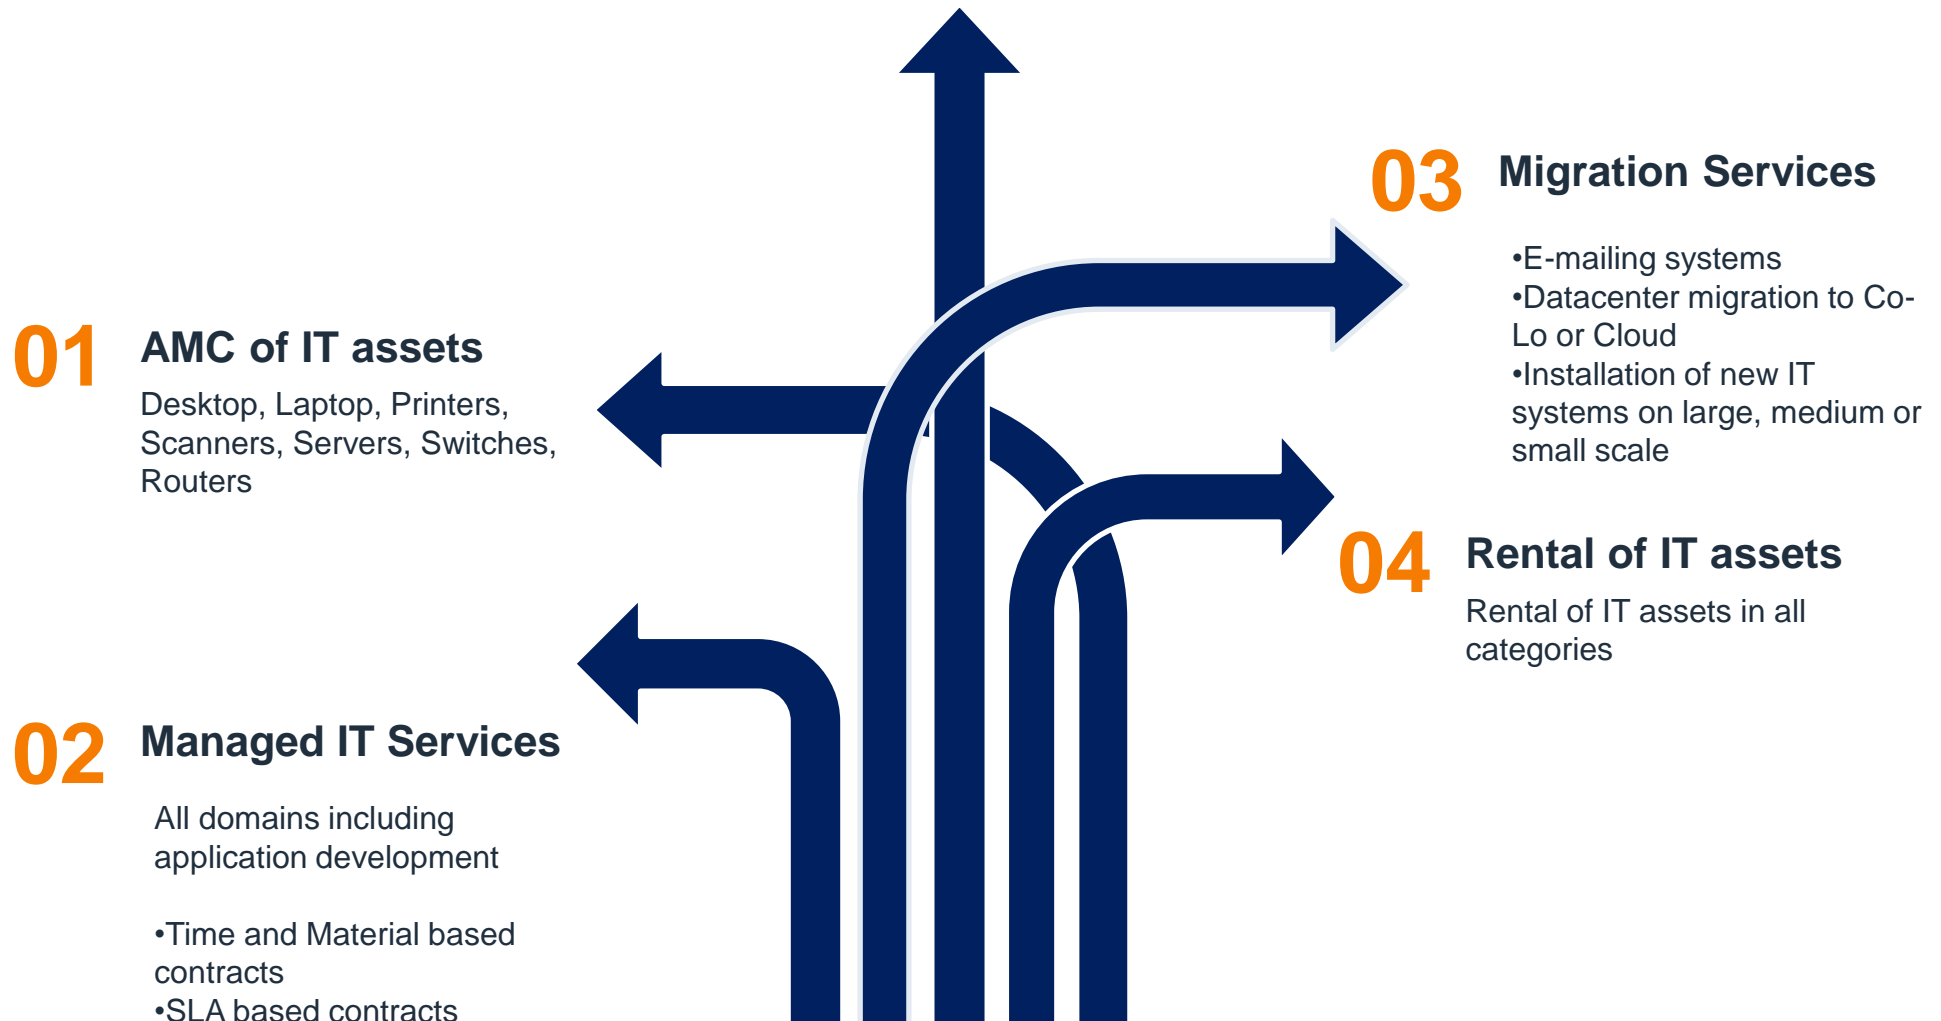 01
AMC of IT assets
Desktop, Laptop, Printers,
Scanners, Servers, Switches,
Routers
02
Managed IT Services
All domains including
application development
•Time and Material based
contracts
•SLA based contracts
03
Migration Services
•E-mailing systems
•Datacenter migration to Co-
Lo or Cloud
•Installation of new IT
systems on large, medium or
small scale
04
Rental of IT assets
Rental of IT assets in all
categories